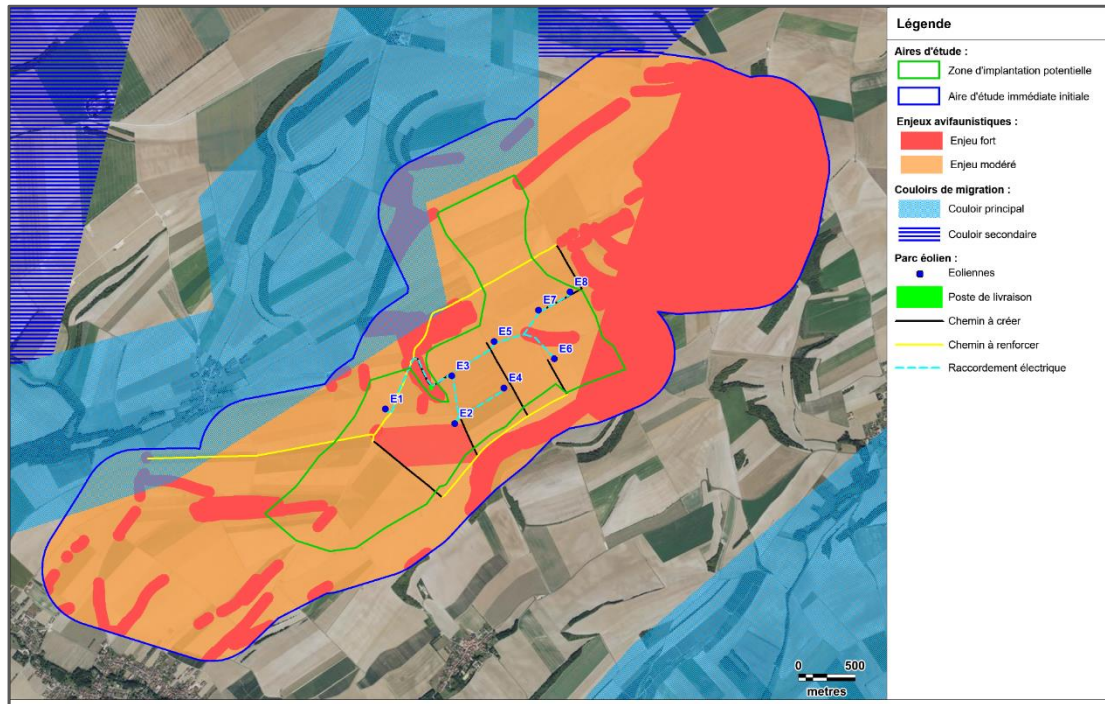 Légende
Aires d'étude :
Zone d'implantation potentielle
Aire d'étude immédiate initiale
Enjeux avifaunistiques :
Enjeu fort
Enjeu modéré
Couloirs de migration :
Couloir principal
Couloir secondaire
Parc éolien :
Eoliennes
Poste de livraison
Chemin à créer
Chemin à renforcer
Raccordement électrique
E8
E7
E5
E6
E3
E4
E1
E2
0 500
metres